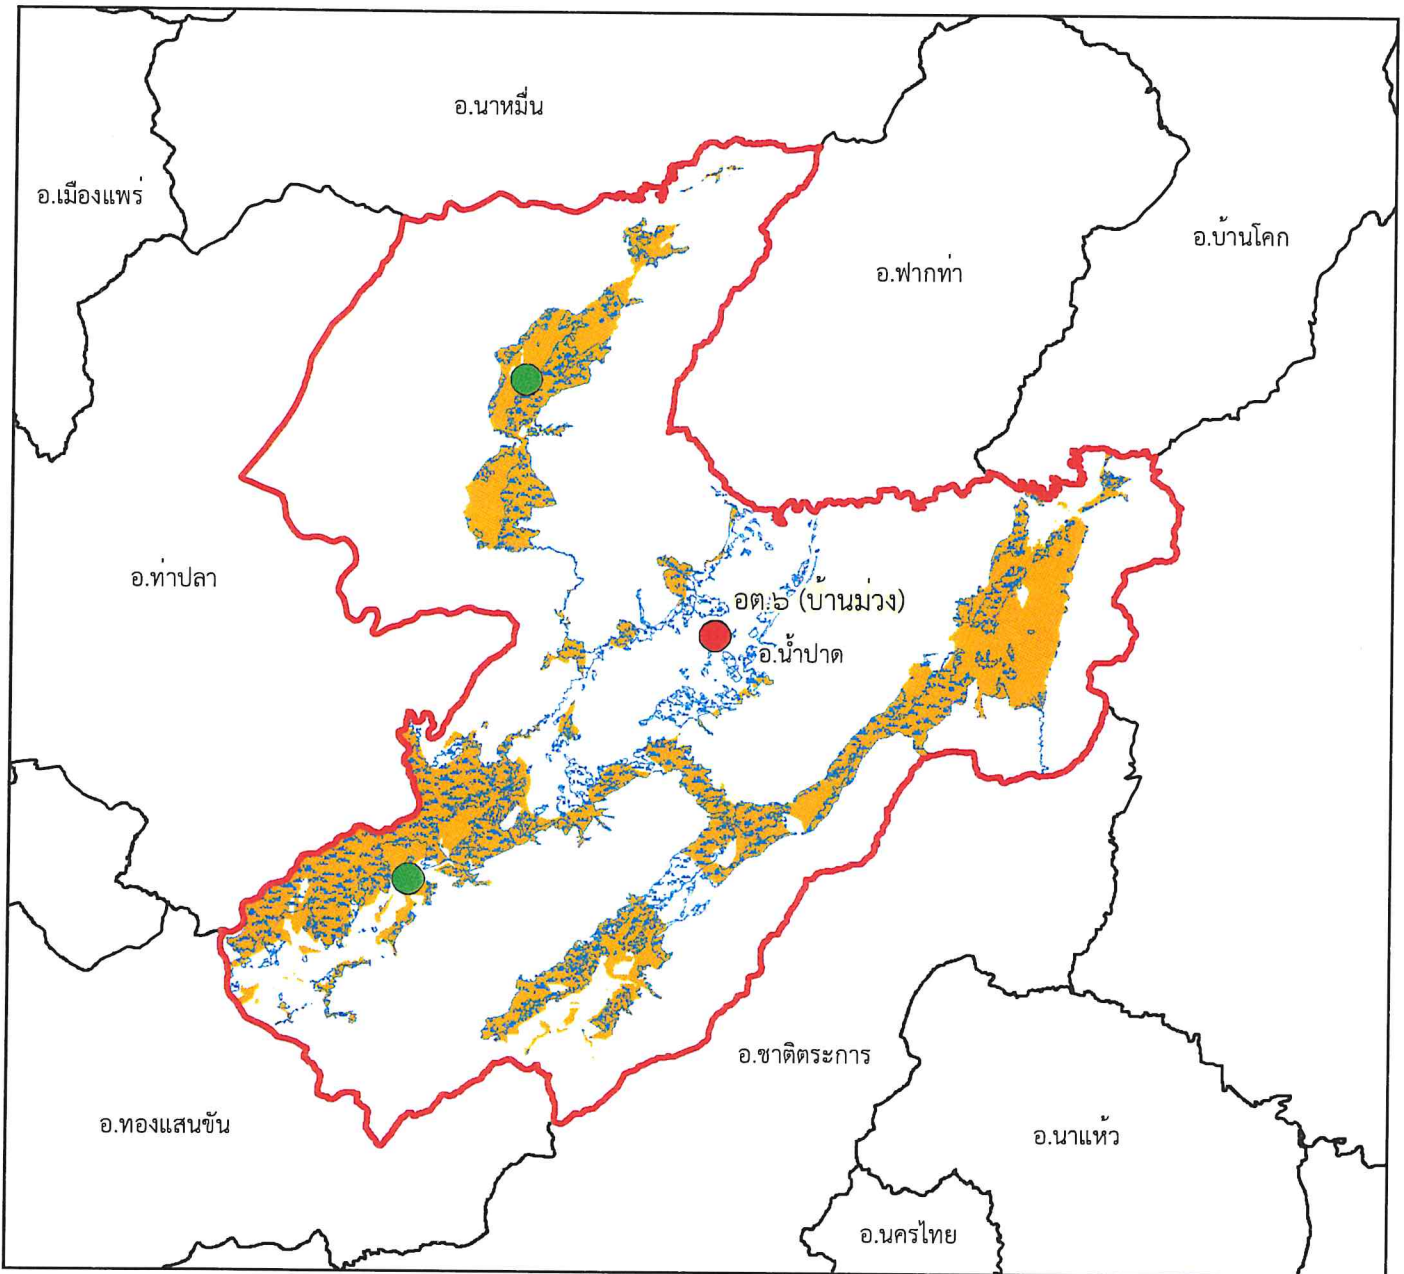 อ.นาหมื่น
อ.เมืองแพร่
อ.บ้านโคก
อ.ฟากท่า
อ.ท่าปลา
อต.๖ (บ้านม่วง)
อ.น้ำปาด
อ.ชาติตระการ
อ.ทองแสนขัน
อ.นาแห้ว
อ.นครไทย